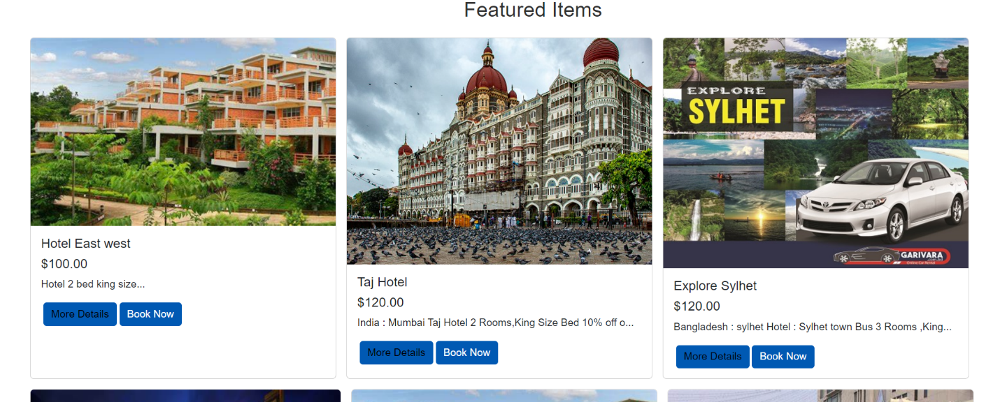 Featured Items
Hotel East west
$100.00
Hotel 2 bed king size...
More Details
Book Now
Taj Hotel
$120.00
India : Mumbai Taj Hotel 2 Rooms,King Size Bed 10% off o...
More Details
Book Now
EXPLORE
SYLHET
GARIVARA
.com.bd
Online Car Rental
Explore Sylhet
$120.00
Bangladesh : sylhet Hotel : Sylhet town Bus 3 Rooms ,King...
More Details
Book Now